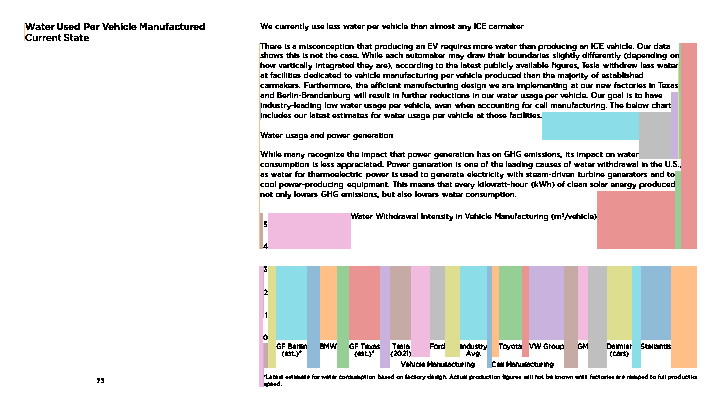 Water Used Per Vehicle Manufactured
Current State
We currently use less water per vehicle than almost any ICE carmaker
There is a misconception that producing an EV requires more water than producing an ICE vehicle. Our data
shows this is not the case. While each automaker may draw their boundaries slightly differently (depending on
how vertically integrated they are), according to the latest publicly available figures, Tesla withdrew less water
at facilities dedicated to vehicle manufacturing per vehicle produced than the majority of established
carmakers. Furthermore, the efficient manufacturing design we are implementing at our new factories in Texas
and Berlin-Brandenburg will result in further reductions in our water usage per vehicle. Our goal is to have
industry-leading low water usage per vehicle, even when accounting for cell manufacturing. The below chart
includes our latest estimates for water usage per vehicle at those facilities.
Water usage and power generation
While many recognize the impact that power generation has on GHG emissions, its impact on water
consumption is less appreciated. Power generation is one of the leading causes of water withdrawal in the U.S.,
as water for thermoelectric power is used to generate electricity with steam-driven turbine generators and to
cool power-producing equipment. This means that every kilowatt-hour (kWh) of clean solar energy produced
not only lowers GHG emissions, but also lowers water consumption.
Water Withdrawal Intensity in Vehicle Manufacturing (m³/vehicle)
5
4
3
2
1
0
GF Berlin BMW GF Texas Tesla Ford Industry Toyota VW Group GM Daimler Stellantis
(est.)* (est.)* (2021) Avg. (cars)
Vehicle Manufacturing Cell Manufacturing
*Latest estimate for water consumption based on factory design. Actual production figures will not be known until factories are ramped to full production
speed.
73